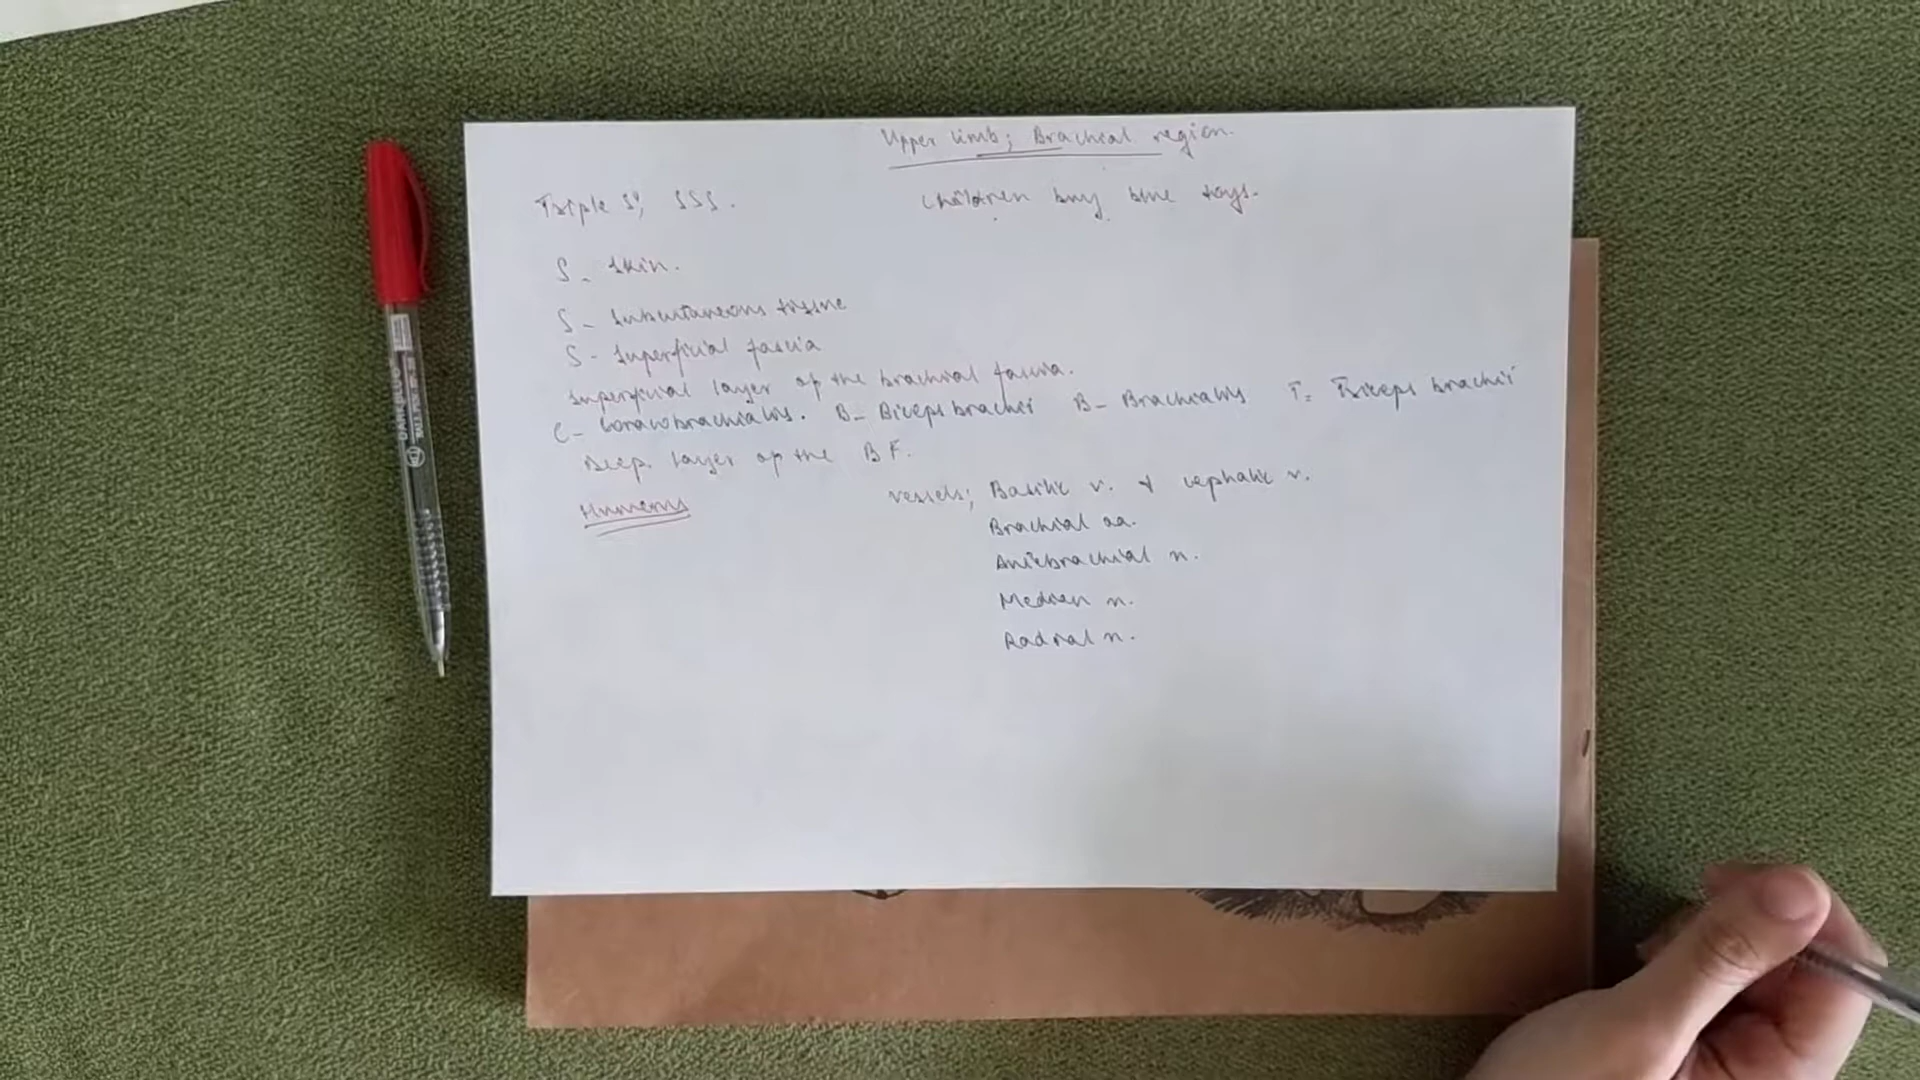 Upper limb; Brachial region.
Triple S; SSS.
Children buy blue toys.
S - Skin.
S - Subcutaneous tissue
S - Superficial fascia
Superficial layer of the brachial fascia.
C - Coracobrachialis. B - Biceps brachii B - Brachialis T = Triceps brachii
Deep layer of the BF.
Humerus
Vessels; Basilic v. + cephalic v.
Brachial aa.
Antebrachial n.
Median n.
Radial n.